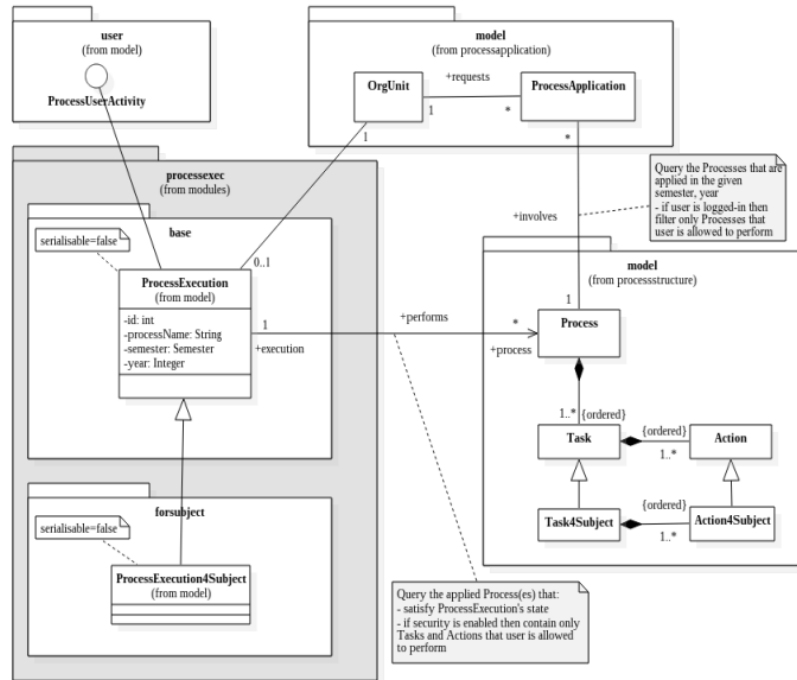 user
(from model)
ProcessUserActivity
model
(from processapplication)
OrgUnit
+requests
ProcessApplication
1
*
1
*
Query the Processes that are
applied in the given
semester, year
- if user is logged-in then
filter only Processes that
user is allowed to perform
+involves
processexec
(from modules)
base
serialisable=false
0..1
ProcessExecution
(from model)
-id: int
-processName: String
-semester: Semester
-year: Integer
1
+execution
+performs
*
+process
model
(from processstructure)
1
Process
1..*
{ordered}
Task
{ordered}
1..*
Action
Task4Subject
{ordered}
1..*
Action4Subject
forsubject
serialisable=false
ProcessExecution4Subject
(from model)
Query the applied Process(es) that:
- satisfy ProcessExecution's state
- if security is enabled then contain only
Tasks and Actions that user is allowed
to perform